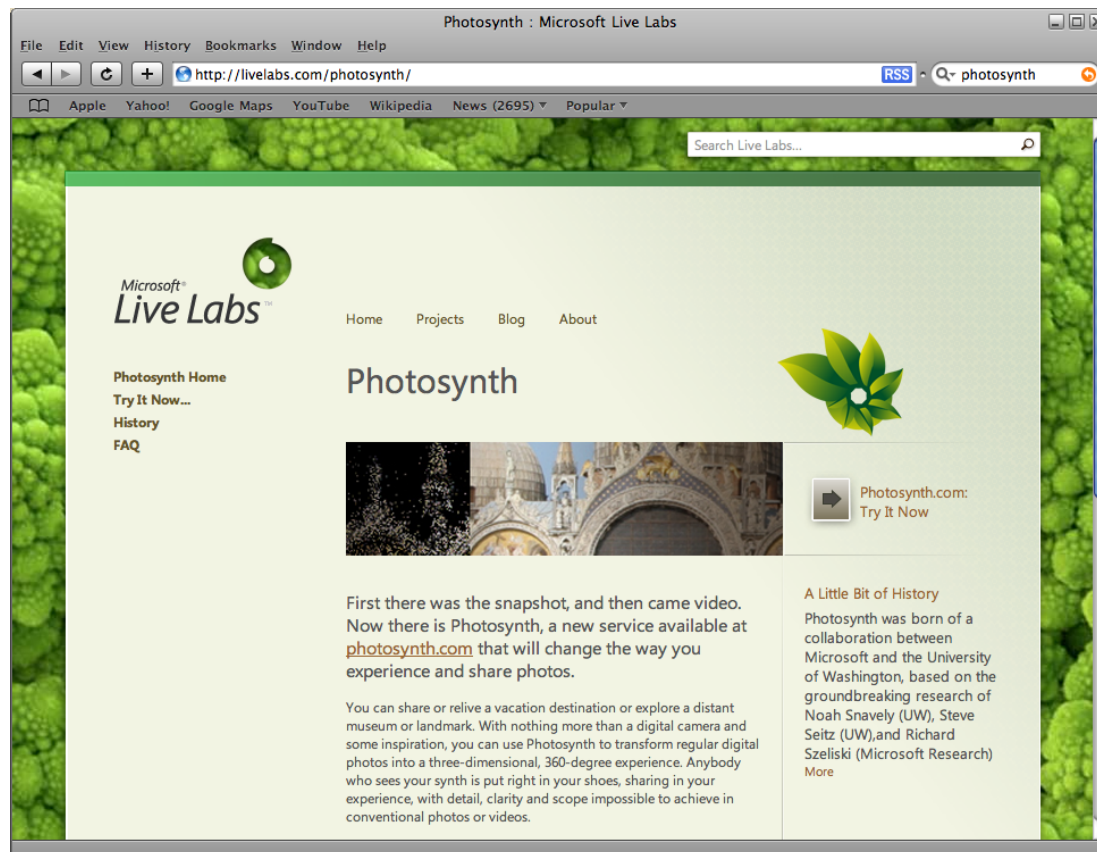 Photosynth : Microsoft Live Labs
File Edit View History Bookmarks Window Help
http://livelabs.com/photosynth/ RSS photosynth
Apple Yahoo! Google Maps YouTube Wikipedia News (2695) Popular
Search Live Labs...
Microsoft®
Live Labs™
Home Projects Blog About
Photosynth Home
Try It Now...
History
FAQ
Photosynth
Photosynth.com:
Try It Now
First there was the snapshot, and then came video.
Now there is Photosynth, a new service available at
photosynth.com that will change the way you
experience and share photos.
You can share or relive a vacation destination or explore a distant
museum or landmark. With nothing more than a digital camera and
some inspiration, you can use Photosynth to transform regular digital
photos into a three-dimensional, 360-degree experience. Anybody
who sees your synth is put right in your shoes, sharing in your
experience, with detail, clarity and scope impossible to achieve in
conventional photos or videos.
A Little Bit of History
Photosynth was born of a
collaboration between
Microsoft and the University
of Washington, based on the
groundbreaking research of
Noah Snavely (UW), Steve
Seitz (UW),and Richard
Szeliski (Microsoft Research)
More